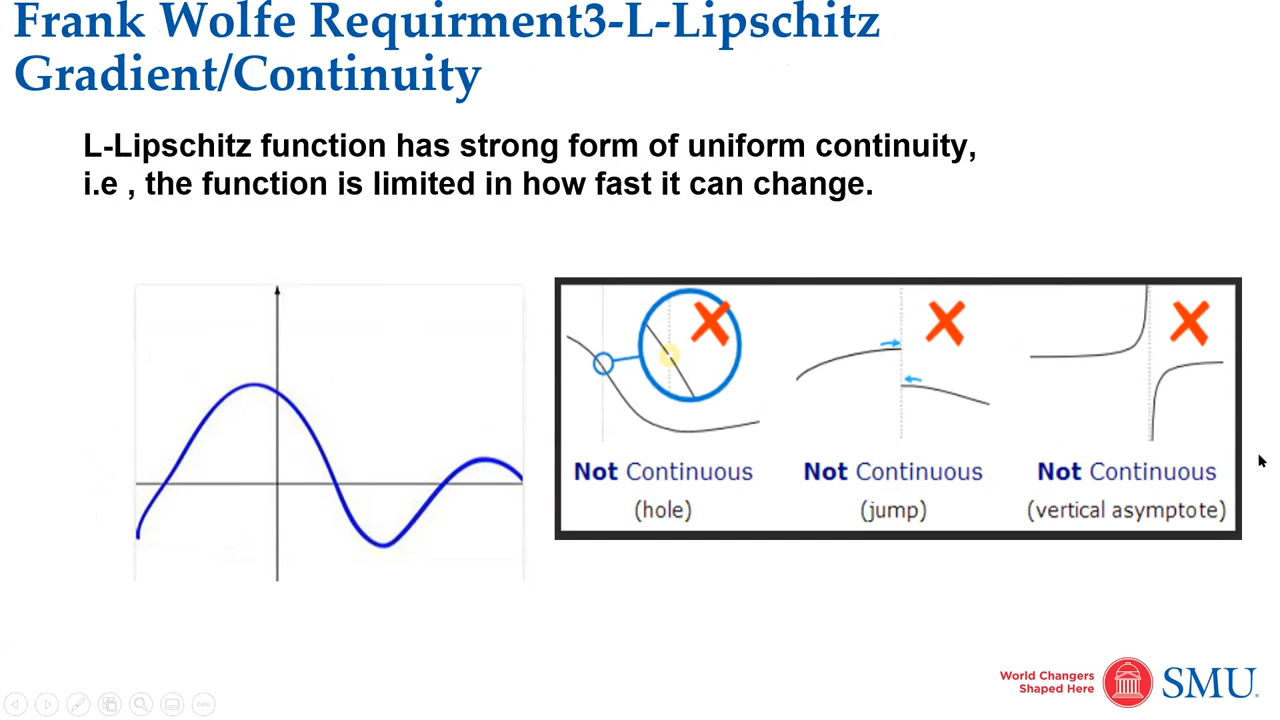 Frank Wolfe Requirment3-L-Lipschitz
Gradient/Continuity
L-Lipschitz function has strong form of uniform continuity,
i.e , the function is limited in how fast it can change.
Not Continuous
(hole)
Not Continuous
(jump)
Not Continuous
(vertical asymptote)
World Changers
Shaped Here
SMU.